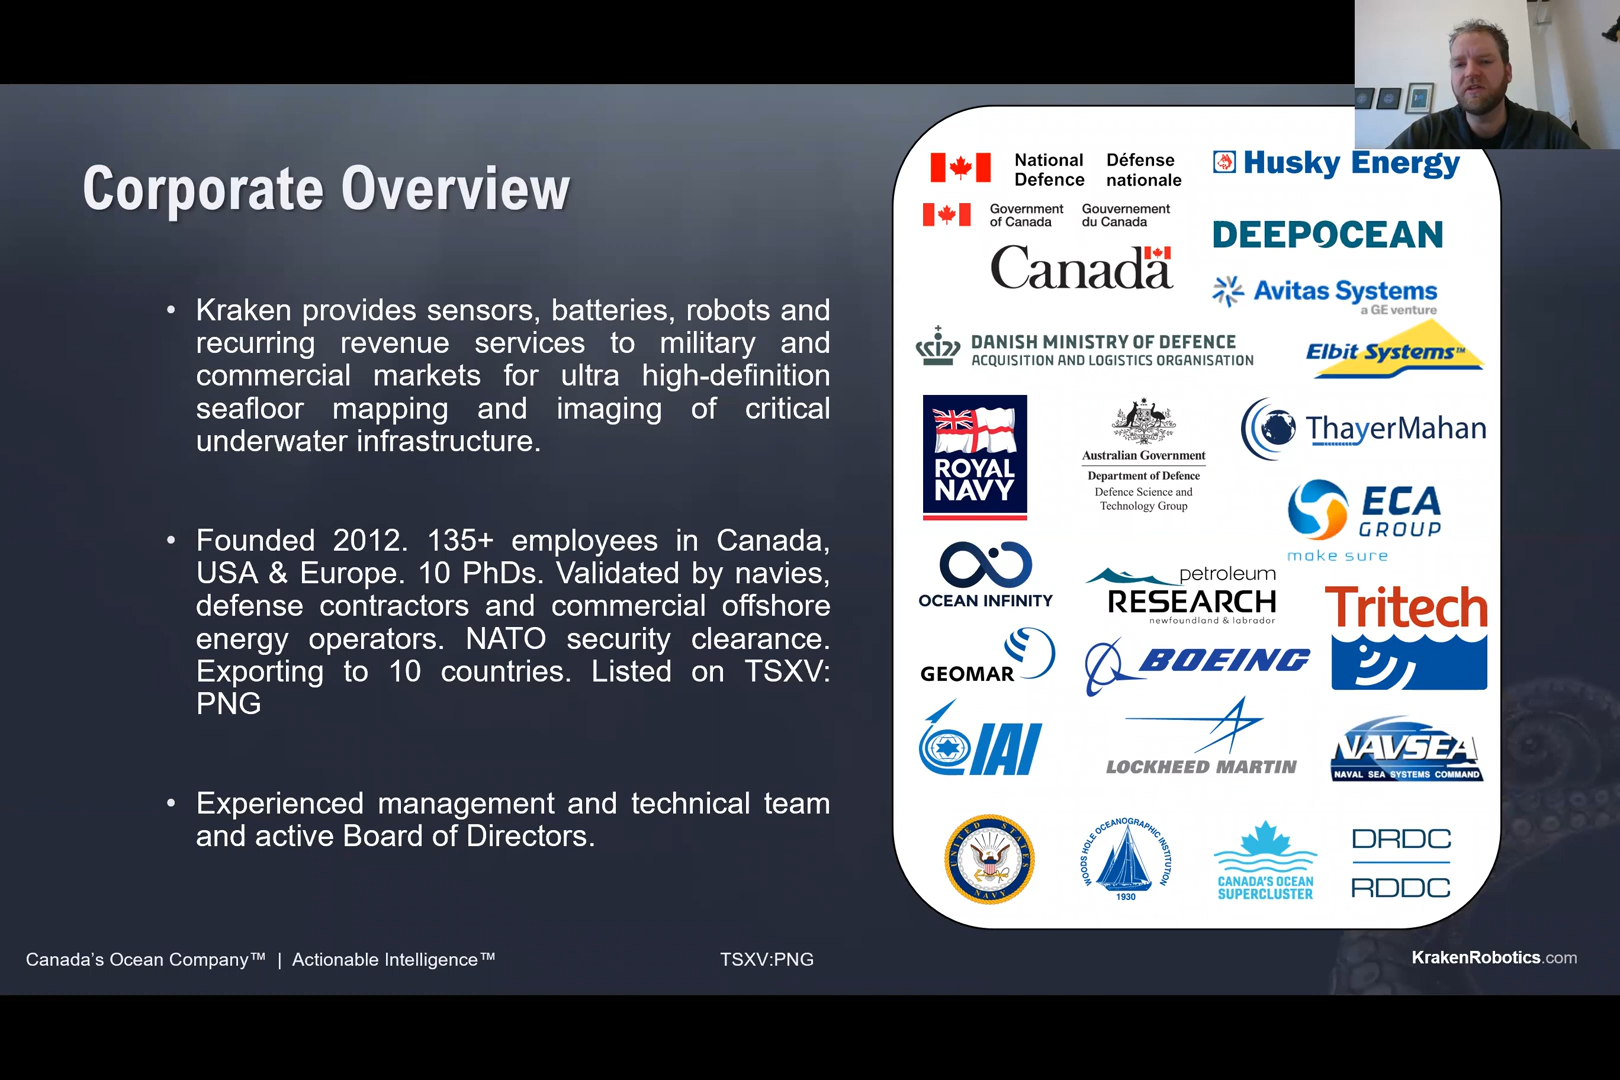 Corporate Overview
• Kraken provides sensors, batteries, robots and
recurring revenue services to military and
commercial markets for ultra high-definition
seafloor mapping and imaging of critical
underwater infrastructure.
• Founded 2012. 135+ employees in Canada,
USA & Europe. 10 PhDs. Validated by navies,
defense contractors and commercial offshore
energy operators. NATO security clearance.
Exporting to 10 countries. Listed on TSXV:
PNG
• Experienced management and technical team
and active Board of Directors.
National Défense
Defence nationale
Husky Energy
Government Gouvernement
of Canada du Canada
Canada
DEEPOCEAN
Avitas Systems
a GE venture
DANISH MINISTRY OF DEFENCE
ACQUISITION AND LOGISTICS ORGANISATION
Elbit Systems™
ROYAL
NAVY
Australian Government
Department of Defence
Defence Science and
Technology Group
ThayerMahan
ECA
GROUP
make sure
OCEAN INFINITY
petroleum
RESEARCH
newfoundland & labrador
Tritech
GEOMAR
BOEING
IAI
LOCKHEED MARTIN
NAVSEA
NAVAL SEA SYSTEMS COMMAND
UNITED STATES
NAVY
WOODS HOLE OCEANOGRAPHIC INSTITUTION
1930
CANADA'S OCEAN
SUPERCLUSTER
DRDC
RDDC
Canada's Ocean Company™ | Actionable Intelligence™
TSXV:PNG
KrakenRobotics.com